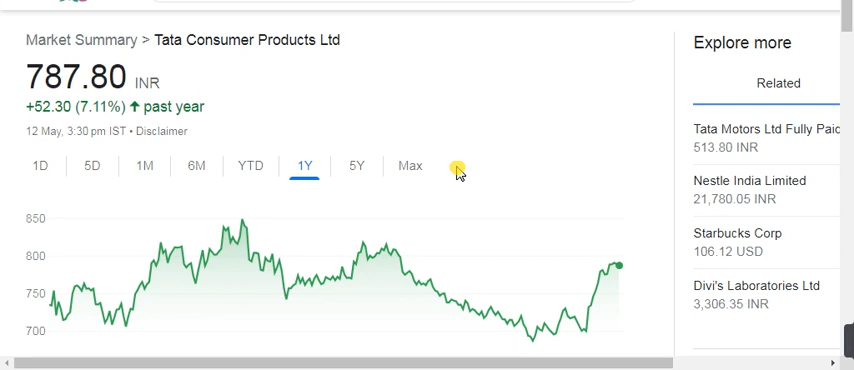 Market Summary > Tata Consumer Products Ltd
787.80 INR
+52.30 (7.11%) ↑ past year
12 May, 3:30 pm IST • Disclaimer
1D 5D 1M 6M YTD 1Y 5Y Max
850
800
750
700
Explore more
Related
Tata Motors Ltd Fully Paid
513.80 INR
Nestle India Limited
21,780.05 INR
Starbucks Corp
106.12 USD
Divi's Laboratories Ltd
3,306.35 INR